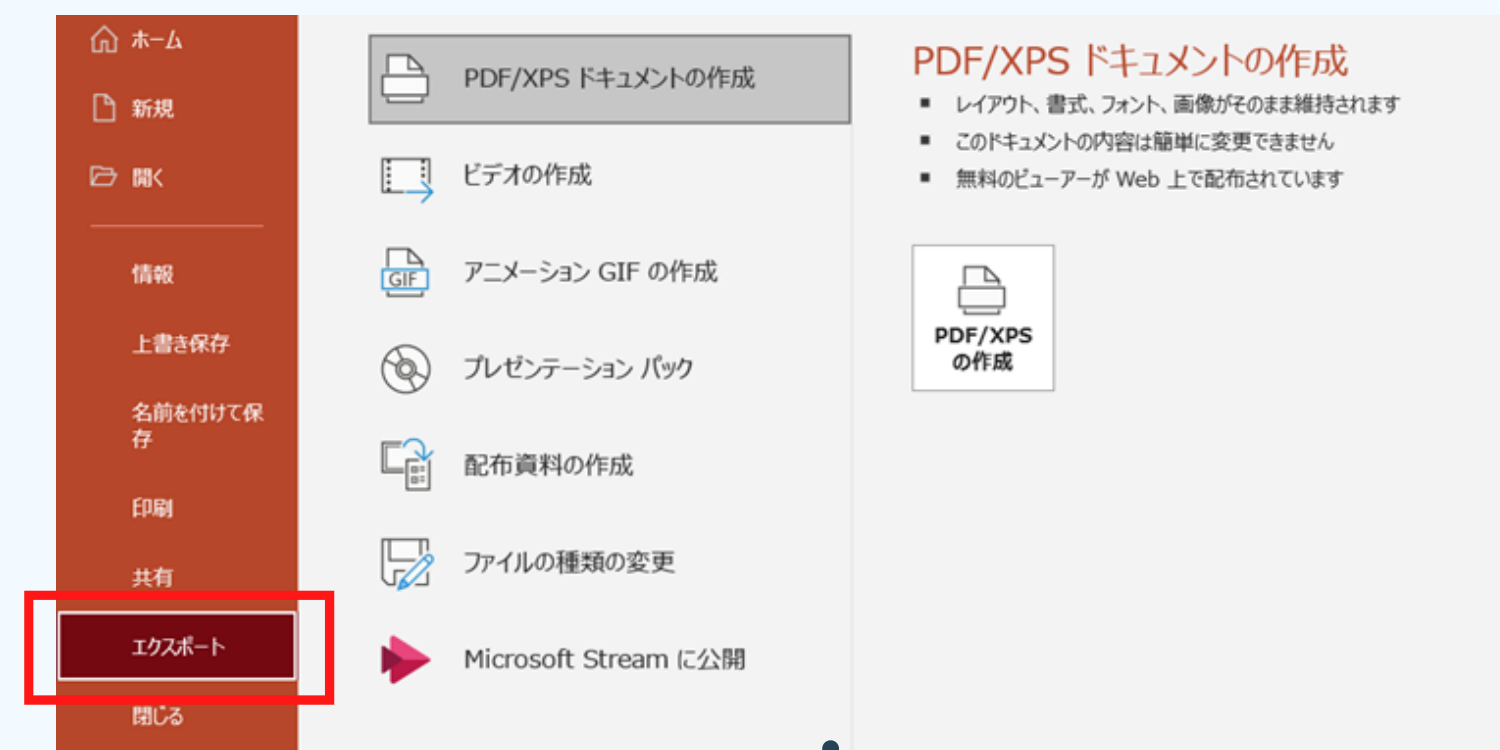 ホーム
新規
開く
情報
上書き保存
名前を付けて保
存
印刷
共有
エクスポート
閉じる
PDF/XPS ドキュメントの作成
ビデオの作成
GIF
アニメーション GIF の作成
プレゼンテーション パック
配布資料の作成
ファイルの種類の変更
Microsoft Stream に公開
PDF/XPS ドキュメントの作成
■ レイアウト、書式、フォント、画像がそのまま維持されます
■ このドキュメントの内容は簡単に変更できません
■ 無料のビューアーが Web 上で配布されています
PDF/XPS
の作成